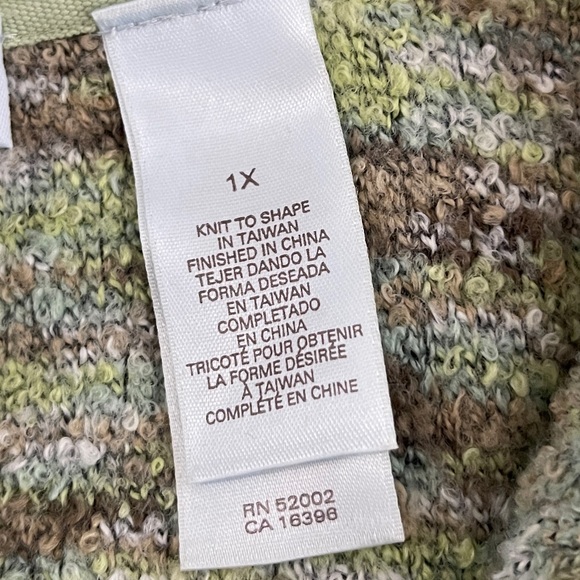 1X
KNIT TO SHAPE
IN TAIWAN
FINISHED IN CHINA
TEJER DANDO LA
FORMA DESEADA
EN TAIWAN
COMPLETADO
EN CHINA
TRICOTÉ POUR OBTENIR
LA FORME DÉSIRÉE
À TAIWAN
COMPLÉTÉ EN CHINE
RN 52002
CA 16396